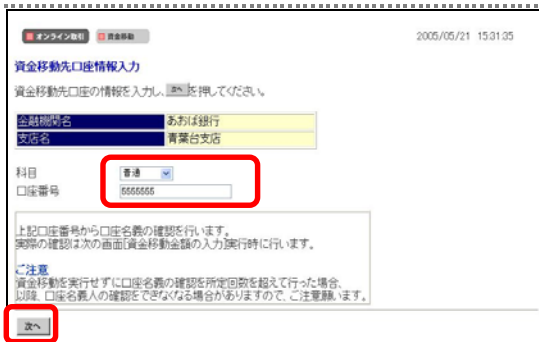 オンライン取引 資金移動 2005/05/21 15:31:35
資金移動先口座情報入力
資金移動先口座の情報を入力し、次へを押してください。
金融機関名 あおば銀行
支店名 青葉台支店
科目 普通
口座番号 5555555
上記口座番号から口座名義の確認を行います。
実際の確認は次の画面[資金移動金額の入力]実行時に行います。
ご注意
資金移動を実行せずに口座名義の確認を所定回数を超えて行った場合、
以降、口座名義人の確認をできなくなる場合がありますので、ご注意願います。
次へ